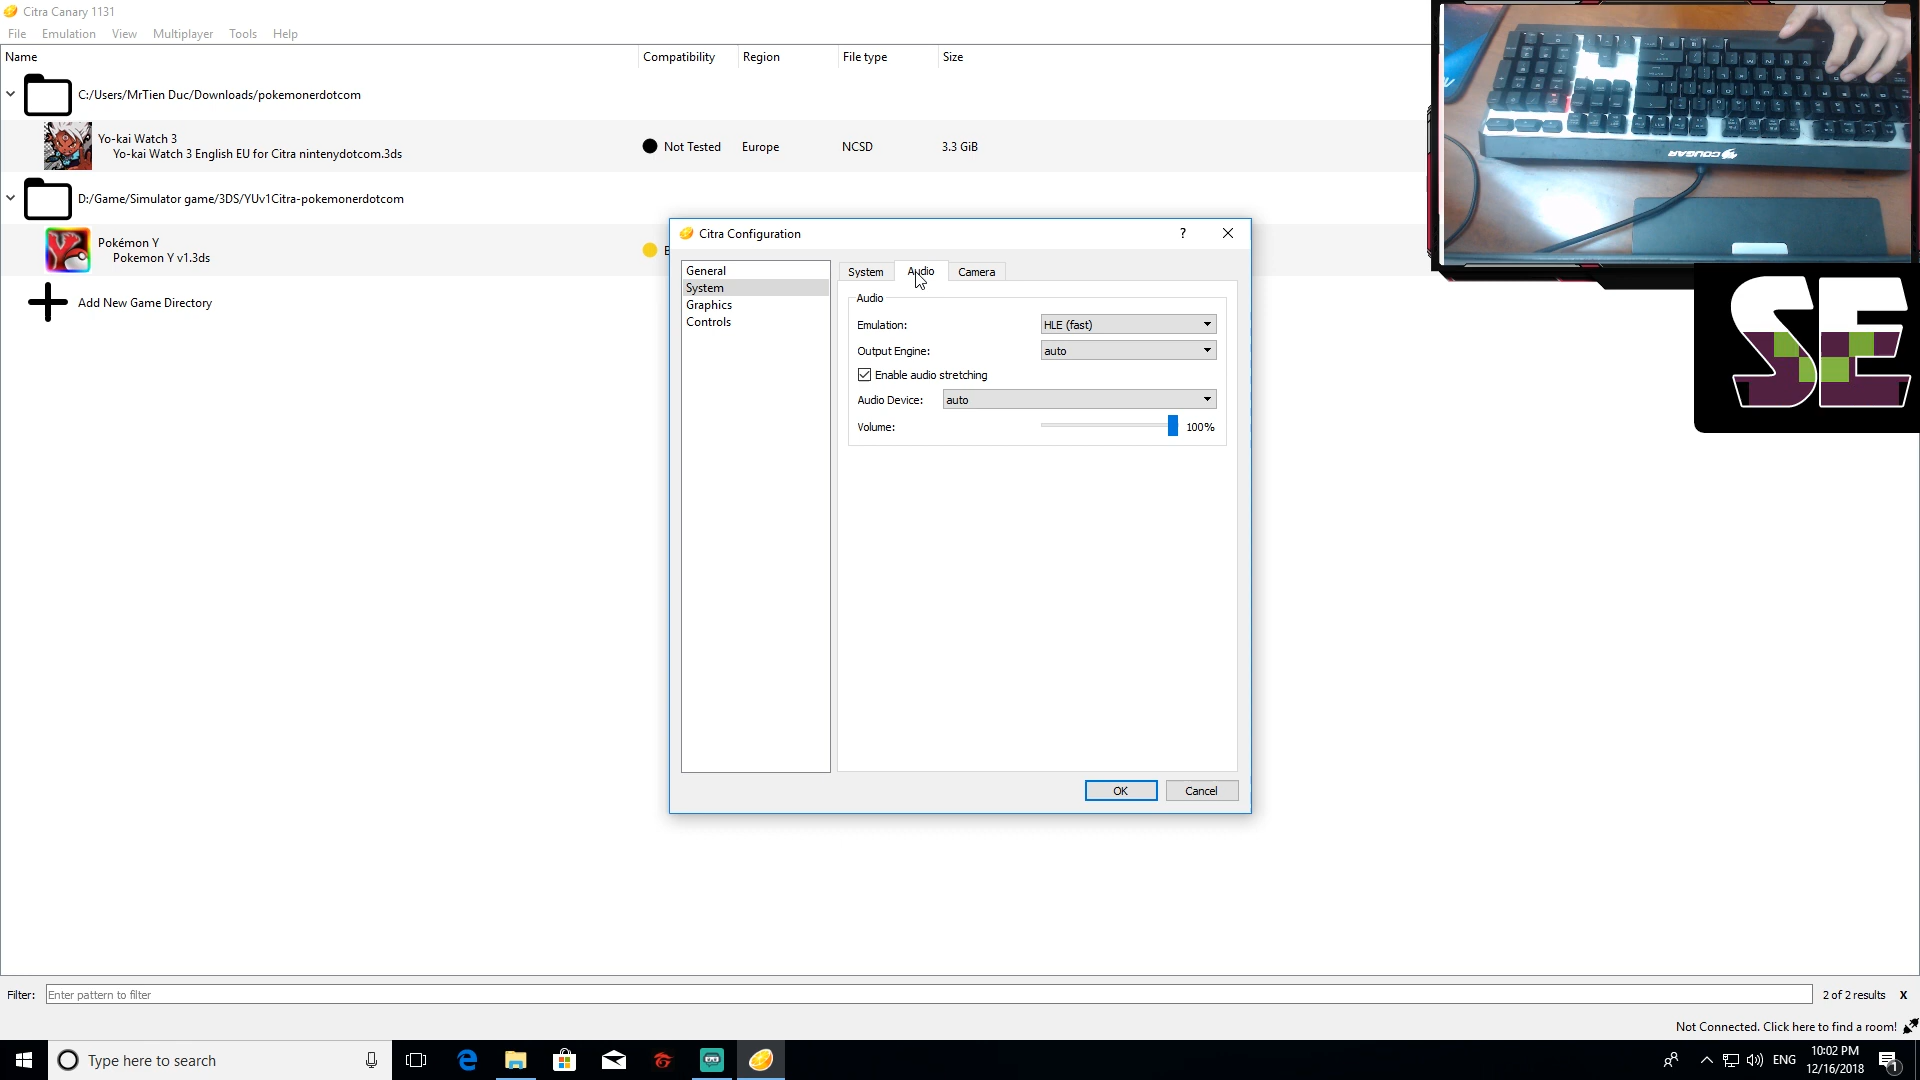 Citra Canary 1131
File Emulation View Multiplayer Tools Help
Name Compatibility Region File type Size
C:/Users/MrTien Duc/Downloads/pokemonerdotcom
Yo-kai Watch 3
Yo-kai Watch 3 English EU for Citra nintenydotcom.3ds
Not Tested Europe NCSD 3.3 GiB
D:/Game/Simulator game/3DS/YUv1Citra-pokemonerdotcom
Pokémon Y
Pokemon Y v1.3ds
Add New Game Directory
Citra Configuration
?
General
System
Graphics
Controls
System Audio Camera
Audio
Emulation: HLE (fast)
Output Engine: auto
Enable audio stretching
Audio Device: auto
Volume: 100%
OK Cancel
COUGAR
SE
Filter: Enter pattern to filter 2 of 2 results X
Not Connected. Click here to find a room!
Type here to search
ENG
10:02 PM
12/16/2018
1